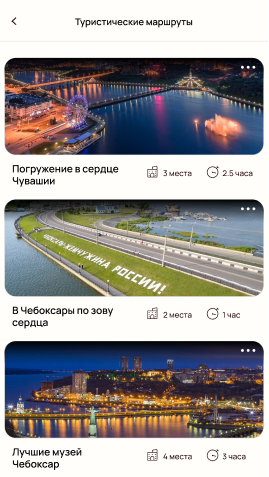 Туристические маршруты
Погружение в сердце
Чувашии
3 места
2.5 часа
ЧЕБОКСАРЫ-ЖЕМЧУЖИНА РОССИИ!
В Чебоксары по зову
сердца
2 места
1 час
Лучшие музей
Чебоксар
4 места
3 часа